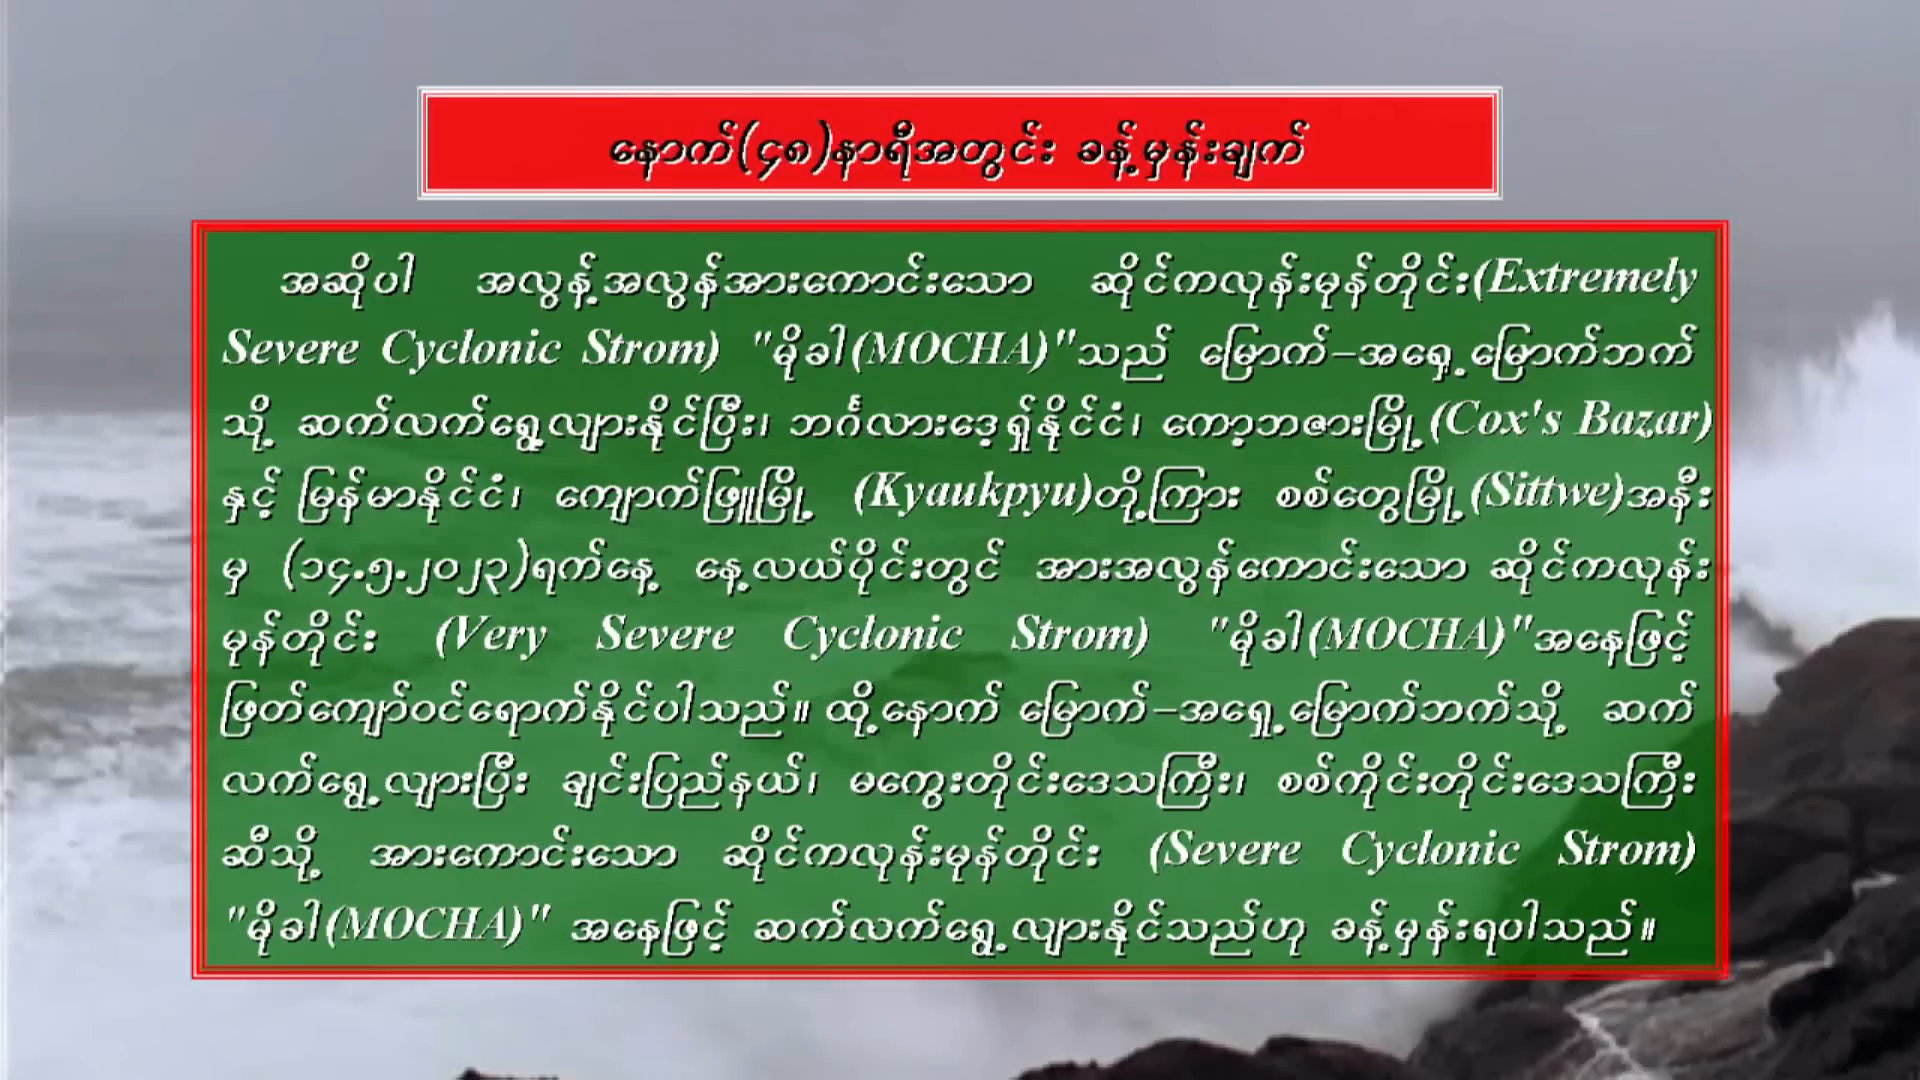 နောက်(၄၈)နာရီအတွင်း ခန့်မှန်းချက်
အဆိုပါ အလွန့်အလွန်အားကောင်းသော ဆိုင်ကလုန်းမုန်တိုင်း(Extremely
Severe Cyclonic Strom) "မိုခါ(MOCHA)"သည် မြောက်-အရှေ့မြောက်ဘက်
သို့ ဆက်လက်ရွေ့လျားနိုင်ပြီး၊ ဘင်္ဂလားဒေ့ရှ်နိုင်ငံ၊ ကော့ဘဇားမြို့(Cox's Bazar)
နှင့် မြန်မာနိုင်ငံ၊ ကျောက်ဖြူမြို့ (Kyaukpyu)တို့ကြား စစ်တွေမြို့(Sittwe)အနီး
မှ (၁၄.၅.၂၀၂၃)ရက်နေ့ နေ့လယ်ပိုင်းတွင် အားအလွန်ကောင်းသော ဆိုင်ကလုန်း
မုန်တိုင်း (Very Severe Cyclonic Strom) "မိုခါ(MOCHA)"အနေဖြင့်
ဖြတ်ကျော်ဝင်ရောက်နိုင်ပါသည်။ ထို့နောက် မြောက်-အရှေ့မြောက်ဘက်သို့ ဆက်
လက်ရွေ့လျားပြီး ချင်းပြည်နယ်၊ မကွေးတိုင်းဒေသကြီး၊ စစ်ကိုင်းတိုင်းဒေသကြီး
ဆီသို့ အားကောင်းသော ဆိုင်ကလုန်းမုန်တိုင်း (Severe Cyclonic Strom)
"မိုခါ(MOCHA)" အနေဖြင့် ဆက်လက်ရွေ့လျားနိုင်သည်ဟု ခန့်မှန်းရပါသည်။